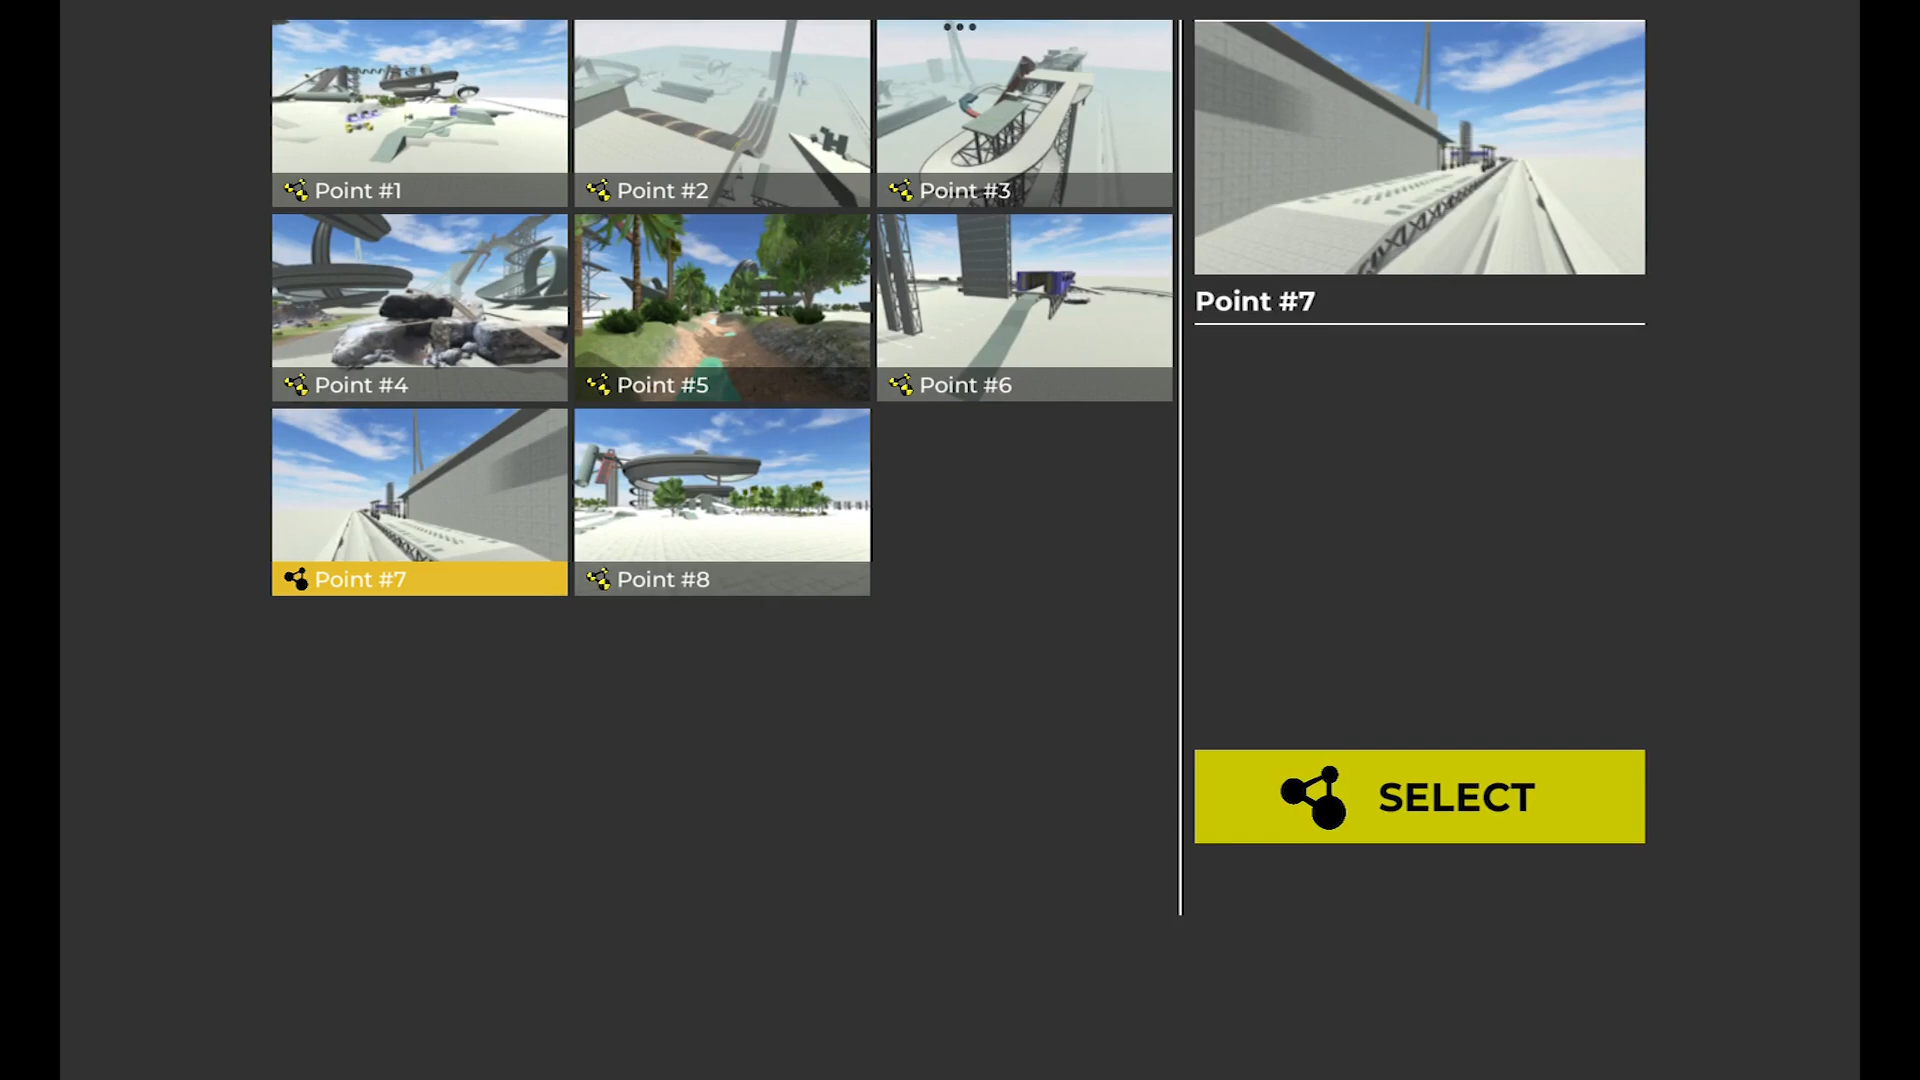 Point #1
Point #2
Point #3
Point #4
Point #5
Point #6
Point #7
Point #8
Point #7
SELECT